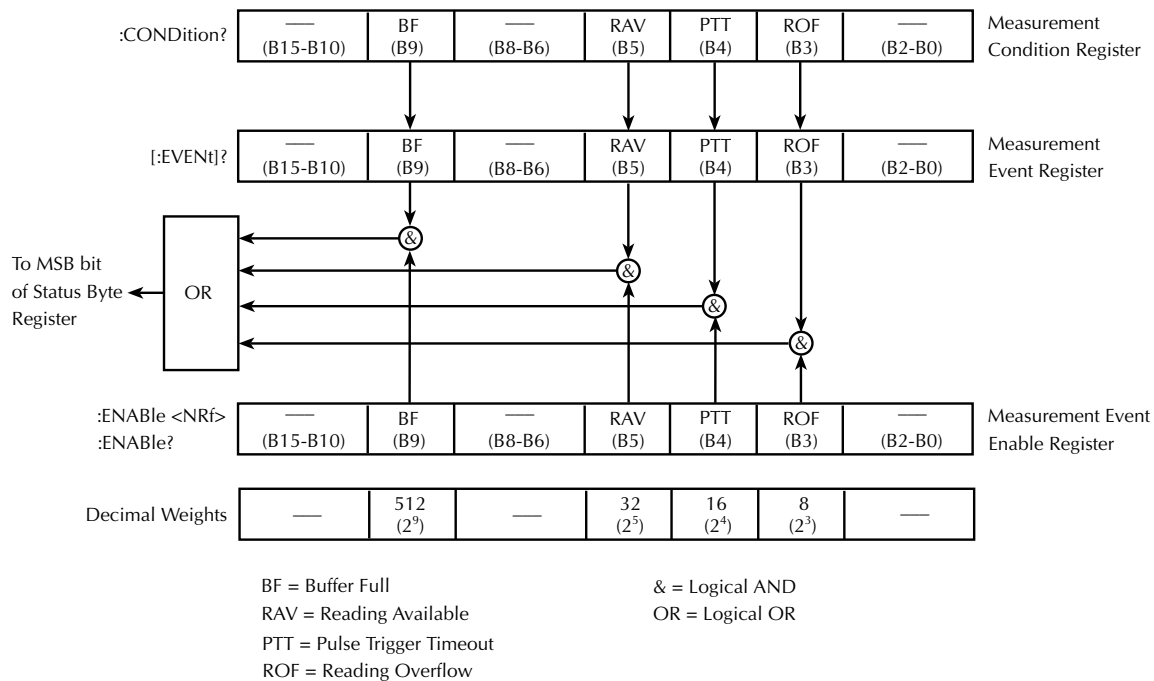 :CONDition?
—
(B15-B10)
BF
(B9)
—
(B8-B6)
RAV
(B5)
PTT
(B4)
ROF
(B3)
—
(B2-B0)
Measurement
Condition Register
[:EVENt]?
—
(B15-B10)
BF
(B9)
—
(B8-B6)
RAV
(B5)
PTT
(B4)
ROF
(B3)
—
(B2-B0)
Measurement
Event Register
&
&
&
&
To MSB bit
of Status Byte
Register
OR
:ENABle <NRf>
:ENABle?
—
(B15-B10)
BF
(B9)
—
(B8-B6)
RAV
(B5)
PTT
(B4)
ROF
(B3)
—
(B2-B0)
Measurement Event
Enable Register
Decimal Weights
—
512
(2⁹)
—
32
(2⁵)
16
(2⁴)
8
(2³)
—
BF = Buffer Full
RAV = Reading Available
PTT = Pulse Trigger Timeout
ROF = Reading Overflow
& = Logical AND
OR = Logical OR